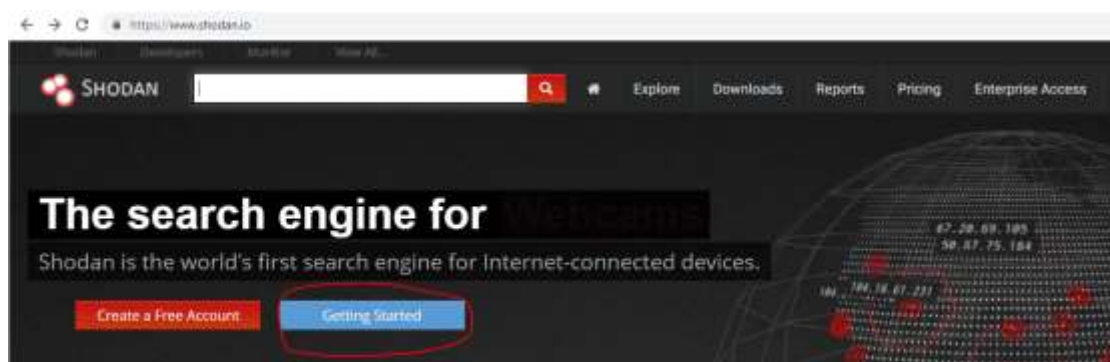 https://www.shodan.io
Shodan Developers Monitor View All...
SHODAN Explore Downloads Reports Pricing Enterprise Access
The search engine for Webcams
Shodan is the world's first search engine for Internet-connected devices.
67.20.69.105
50.87.75.184
Create a Free Account Getting Started